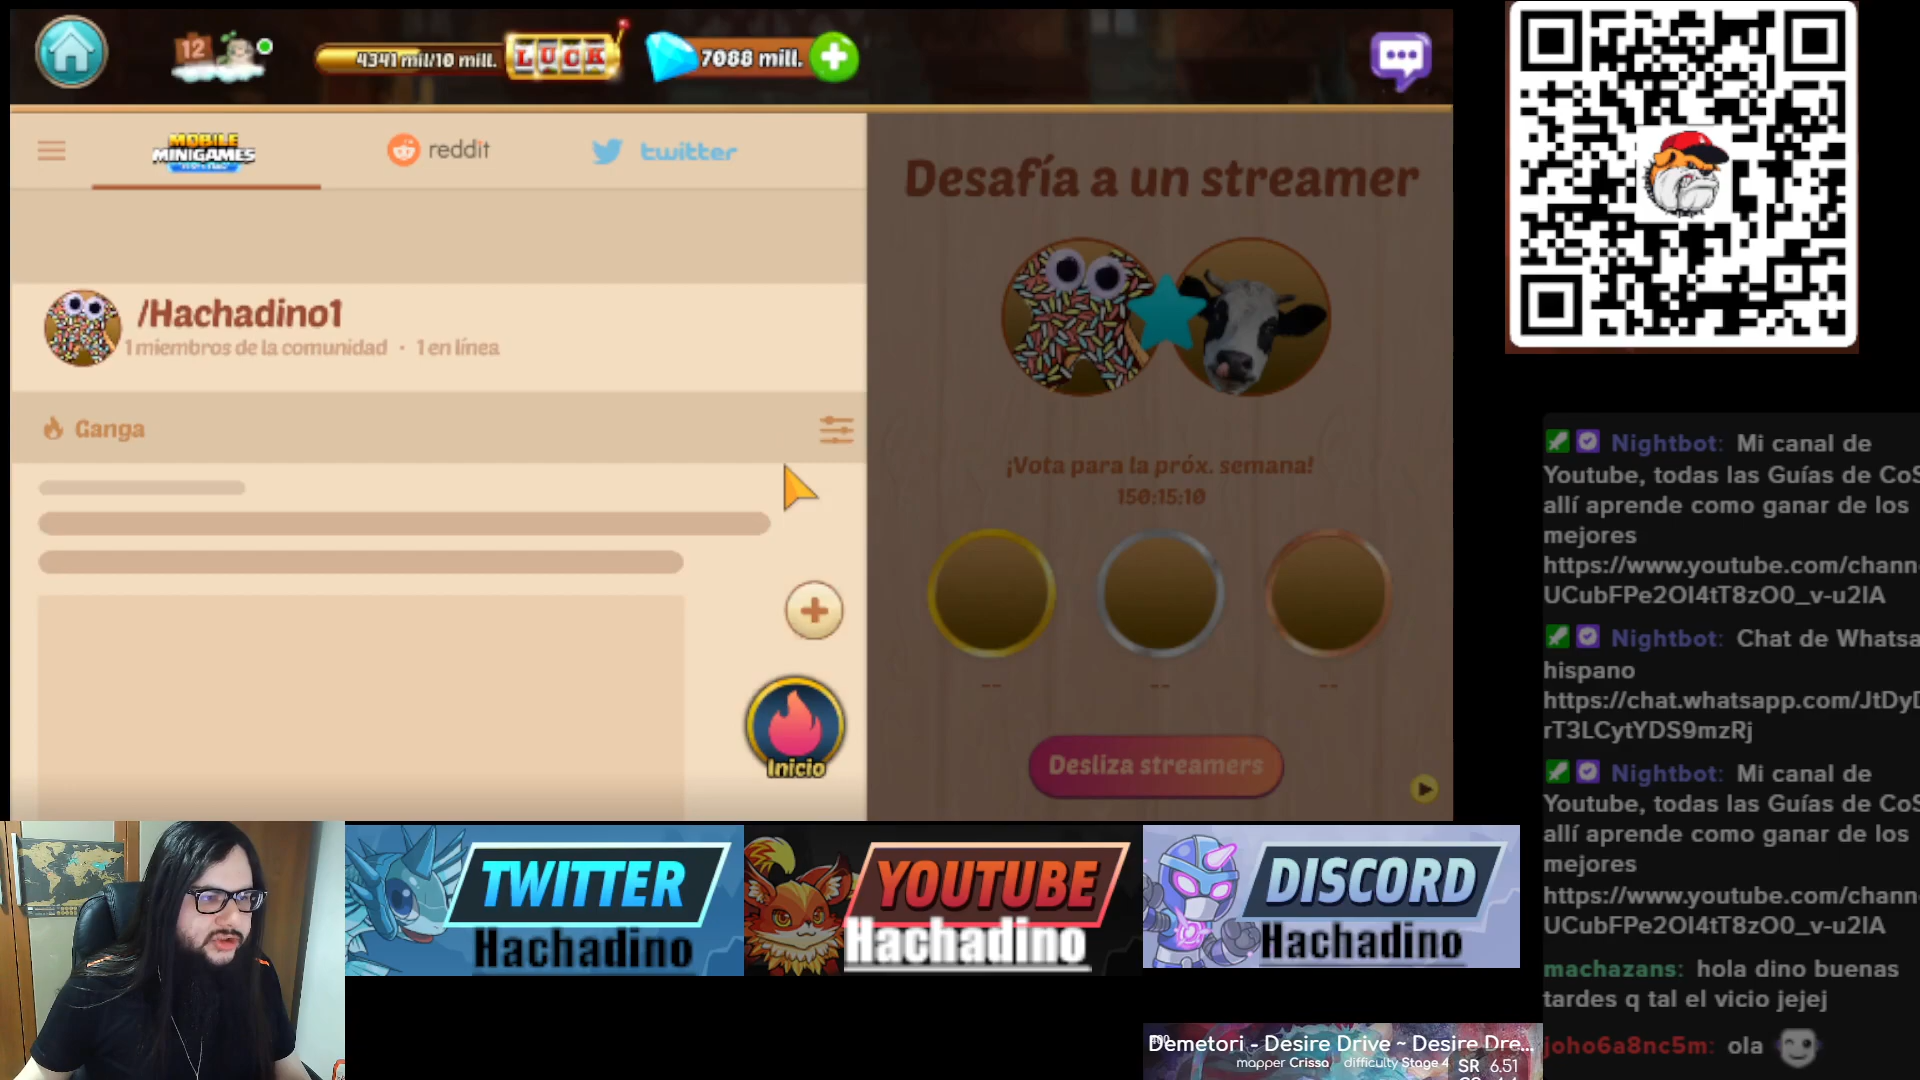 12
4341 mil/10 mill.
LUCK
7088 mill.
MOBILE
MINIGAMES
reddit
twitter
/Hachadino1
1 miembros de la comunidad · 1 en línea
Ganga
Inicio
Desafía a un streamer
¡Vota para la próx. semana!
150:15:10
--
--
--
Desliza streamers
TWITTER
Hachadino
YOUTUBE
Hachadino
DISCORD
Hachadino
Demetori - Desire Drive ~ Desire Dre...
mapper Crissa difficulty Stage 4 SR 6.51
Nightbot: Mi canal de
Youtube, todas las Guías de CoS
allí aprende como ganar de los
mejores
https://www.youtube.com/chann
UCubFPe2OI4tT8zO0_v-u2lA
Nightbot: Chat de Whatsa
hispano
https://chat.whatsapp.com/JtDyD
rT3LCytYDS9mzRj
Nightbot: Mi canal de
Youtube, todas las Guías de CoS
allí aprende como ganar de los
mejores
https://www.youtube.com/chann
UCubFPe2OI4tT8zO0_v-u2lA
machazans: hola dino buenas
tardes q tal el vicio jejej
joho6a8nc5m: ola